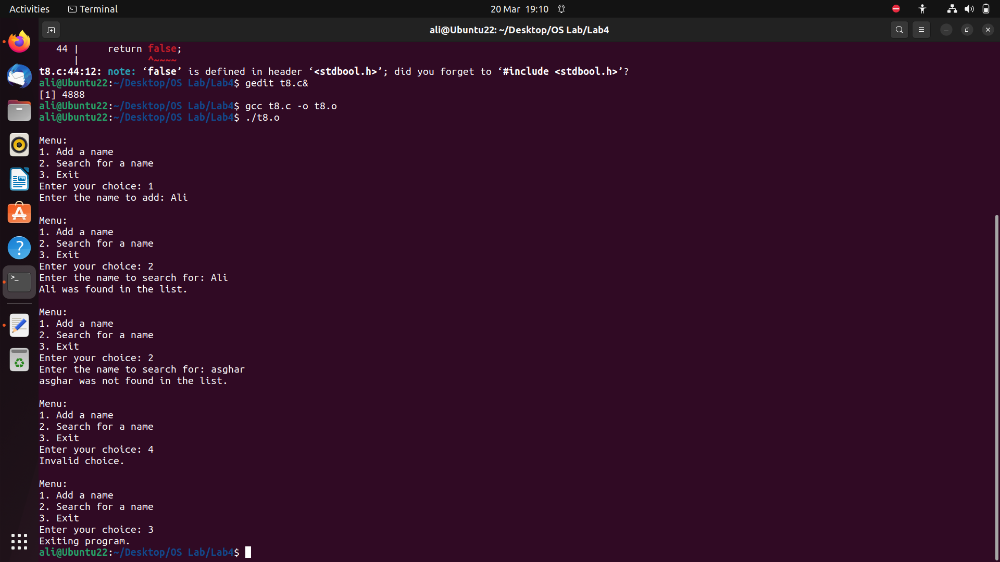 Activities Terminal 20 Mar 19:10
ali@Ubuntu22: ~/Desktop/OS Lab/Lab4
44 | return false;
| ^~~~~
t8.c:44:12: note: ‘false’ is defined in header ‘<stdbool.h>’; did you forget to ‘#include <stdbool.h>’?
ali@Ubuntu22:~/Desktop/OS Lab/Lab4$ gedit t8.c&
[1] 4888
ali@Ubuntu22:~/Desktop/OS Lab/Lab4$ gcc t8.c -o t8.o
ali@Ubuntu22:~/Desktop/OS Lab/Lab4$ ./t8.o
Menu:
1. Add a name
2. Search for a name
3. Exit
Enter your choice: 1
Enter the name to add: Ali
Menu:
1. Add a name
2. Search for a name
3. Exit
Enter your choice: 2
Enter the name to search for: Ali
Ali was found in the list.
Menu:
1. Add a name
2. Search for a name
3. Exit
Enter your choice: 2
Enter the name to search for: asghar
asghar was not found in the list.
Menu:
1. Add a name
2. Search for a name
3. Exit
Enter your choice: 4
Invalid choice.
Menu:
1. Add a name
2. Search for a name
3. Exit
Enter your choice: 3
Exiting program.
ali@Ubuntu22:~/Desktop/OS Lab/Lab4$